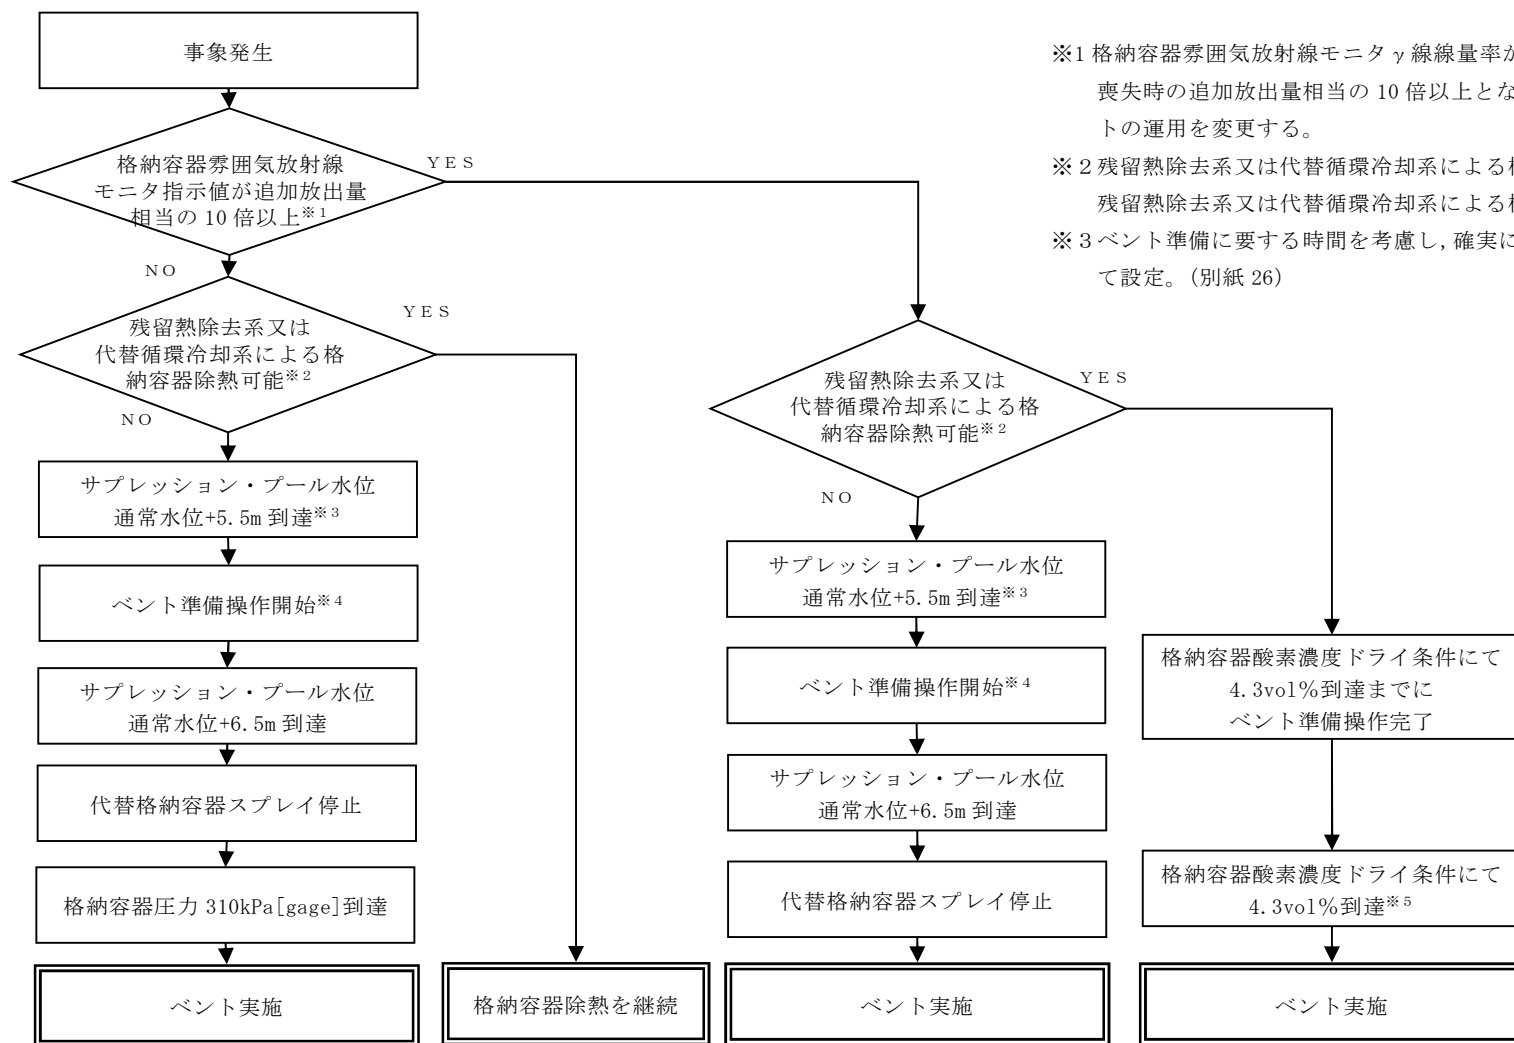 事象発生
格納容器雰囲気放射線
モニタ指示値が追加放出量
相当の 10 倍以上※1
YES
NO
残留熱除去系又は
代替循環冷却系による格
納容器除熱可能※2
YES
NO
サプレッション・プール水位
通常水位+5.5m 到達※3
ベント準備操作開始※4
サプレッション・プール水位
通常水位+6.5m 到達
代替格納容器スプレイ停止
格納容器圧力 310kPa[gage]到達
ベント実施
格納容器除熱を継続
残留熱除去系又は
代替循環冷却系による格
納容器除熱可能※2
YES
NO
サプレッション・プール水位
通常水位+5.5m 到達※3
ベント準備操作開始※4
サプレッション・プール水位
通常水位+6.5m 到達
代替格納容器スプレイ停止
ベント実施
格納容器酸素濃度ドライ条件にて
4.3vol%到達までに
ベント準備操作完了
格納容器酸素濃度ドライ条件にて
4.3vol%到達※5
ベント実施
※1 格納容器雰囲気放射線モニタγ線線量率が
喪失時の追加放出量相当の 10 倍以上とな
トの運用を変更する。
※２残留熱除去系又は代替循環冷却系による
残留熱除去系又は代替循環冷却系による
※３ベント準備に要する時間を考慮し,確実に
て設定。(別紙 26)